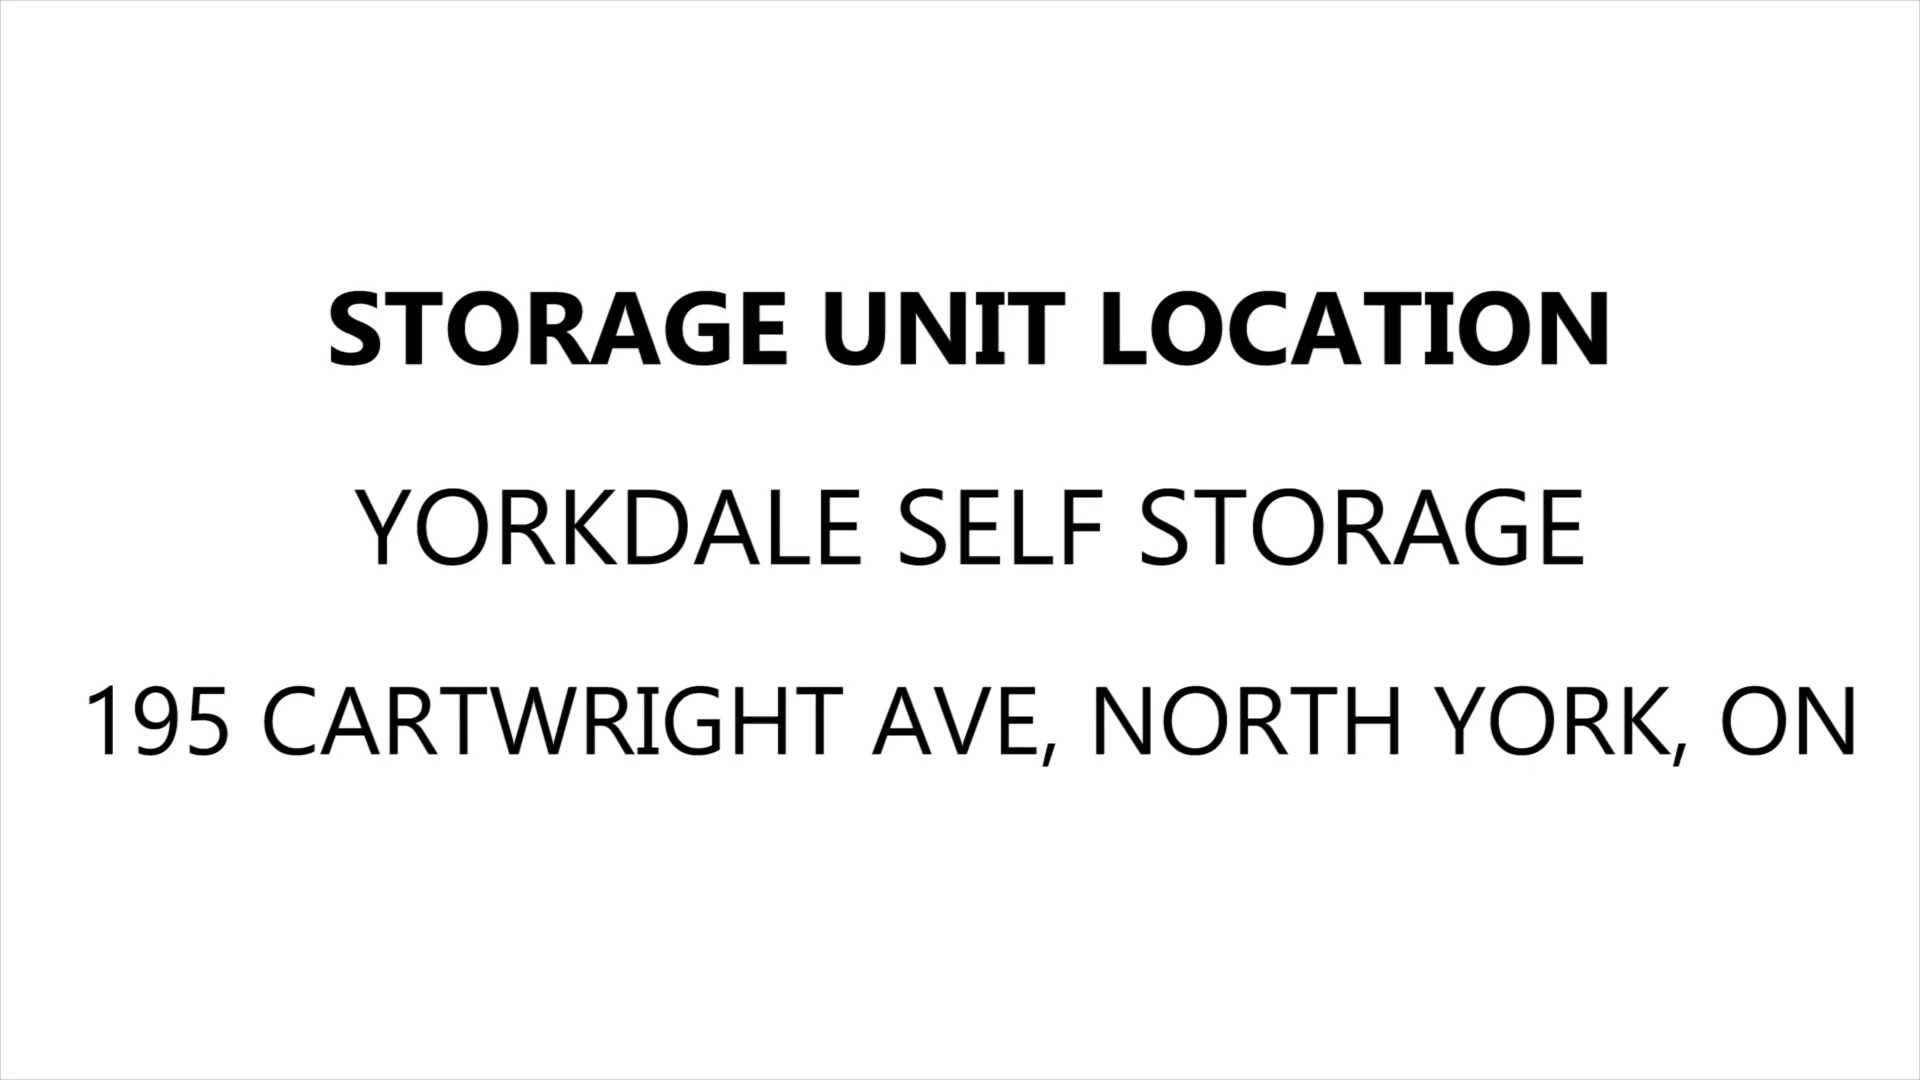 STORAGE UNIT LOCATION
YORKDALE SELF STORAGE
195 CARTWRIGHT AVE, NORTH YORK, ON